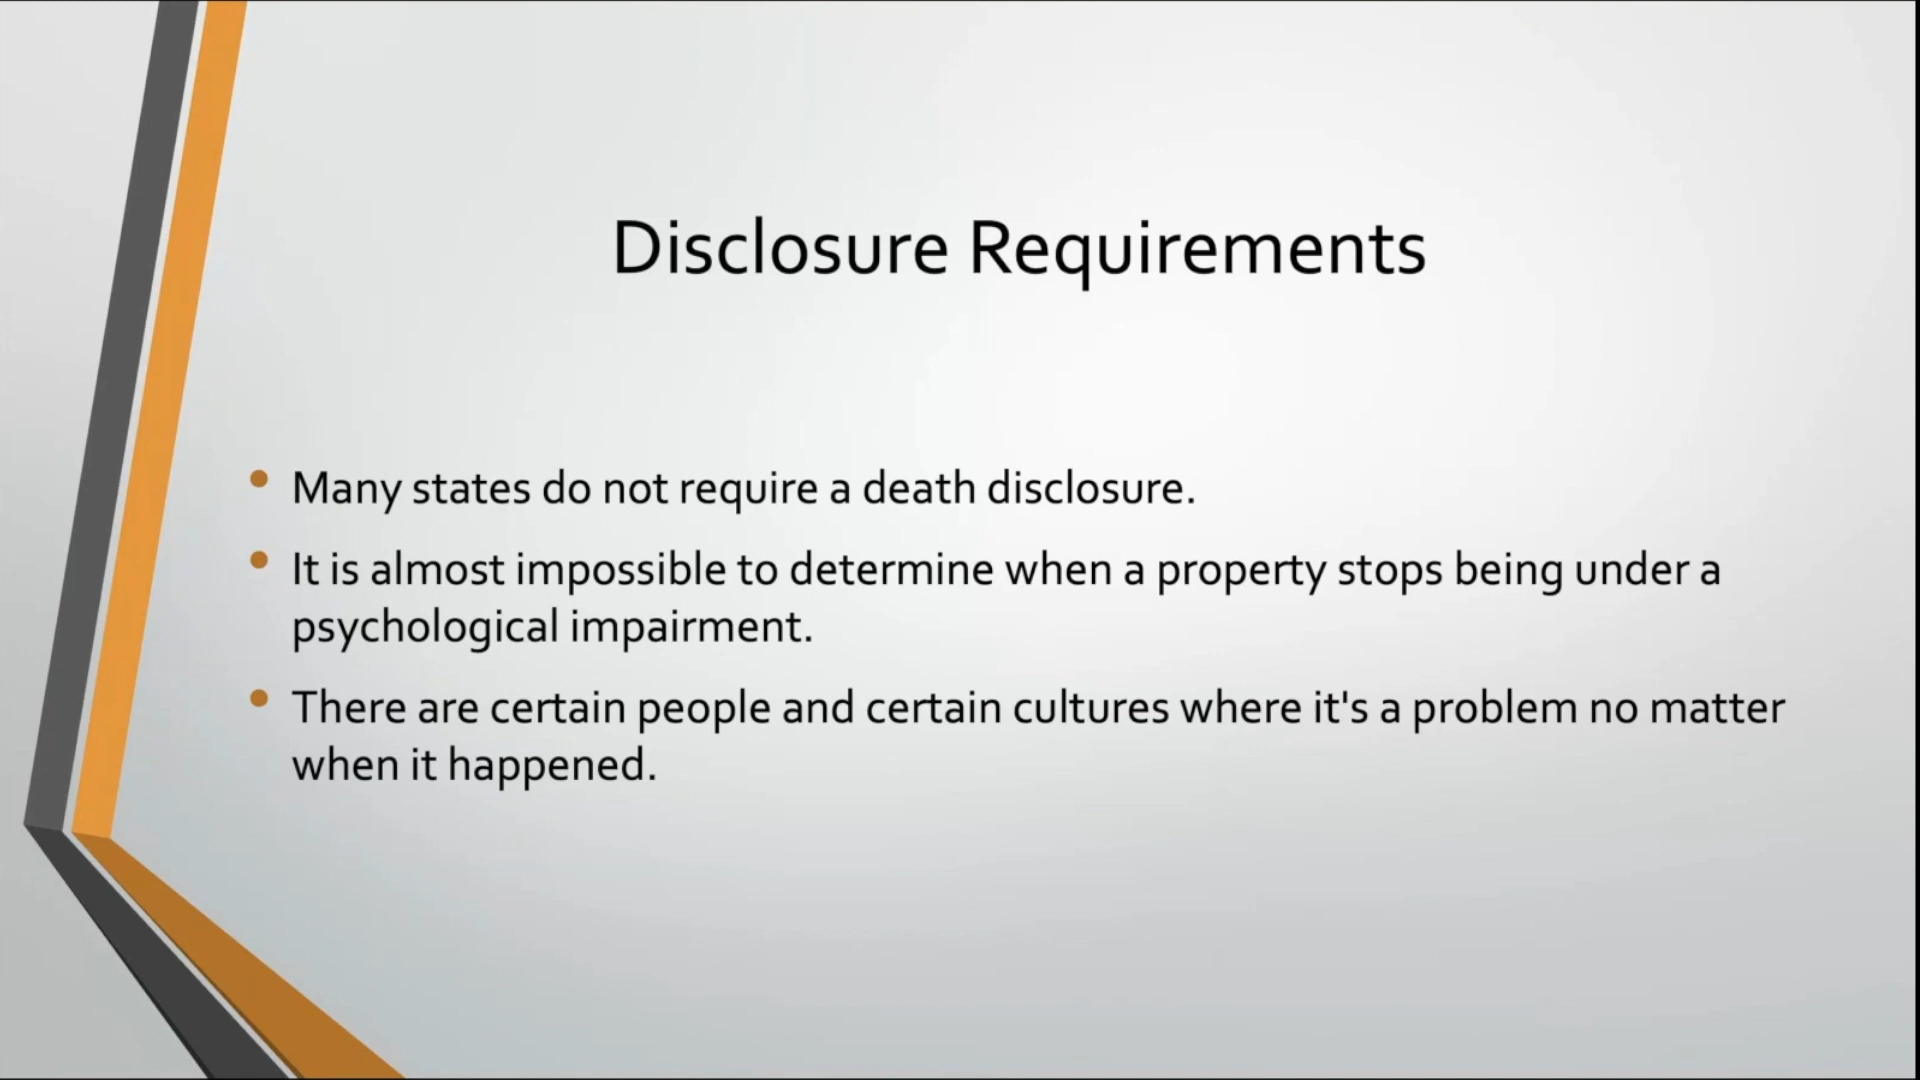 Disclosure Requirements
• Many states do not require a death disclosure.
• It is almost impossible to determine when a property stops being under a
psychological impairment.
• There are certain people and certain cultures where it's a problem no matter
when it happened.